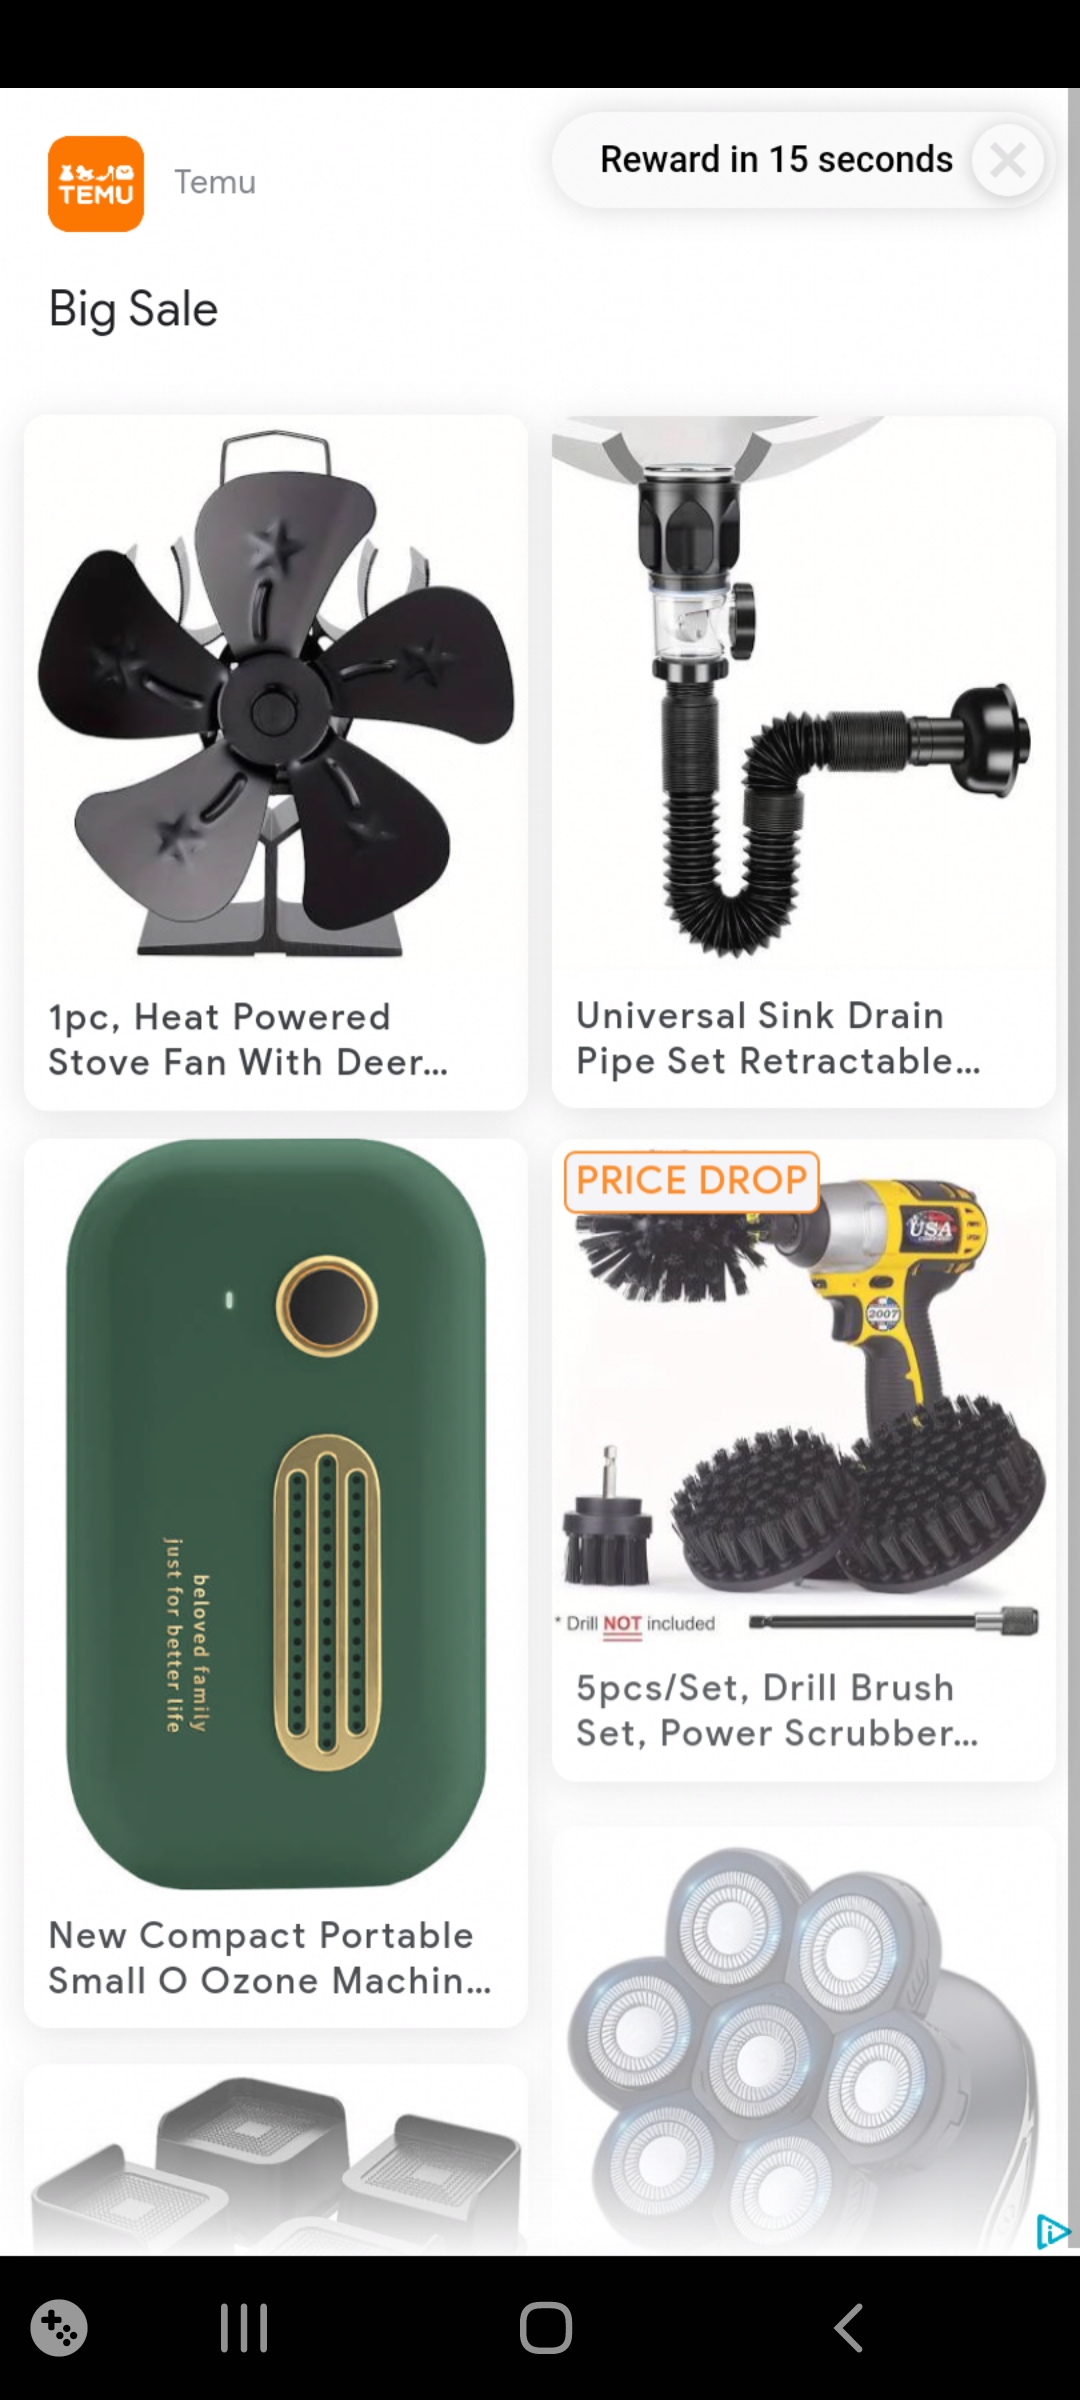 TEMU
Temu
Reward in 15 seconds
Big Sale
1pc, Heat Powered
Stove Fan With Deer...
Universal Sink Drain
Pipe Set Retractable...
beloved family
just for better life
New Compact Portable
Small O Ozone Machin...
PRICE DROP
USA
2007
* Drill NOT included
5pcs/Set, Drill Brush
Set, Power Scrubber...